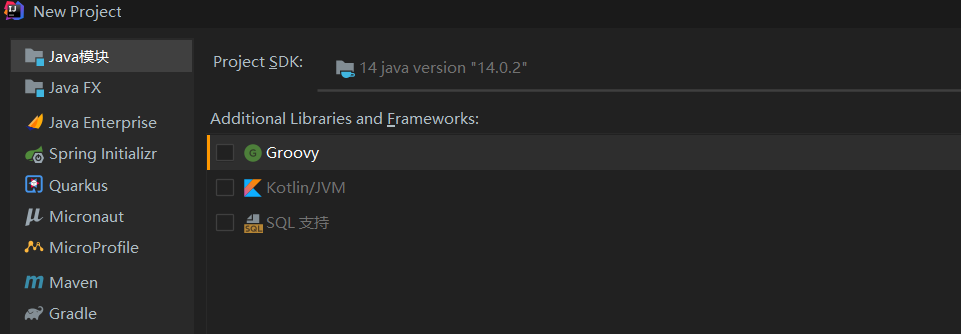 New Project
Java模块
Java FX
Java Enterprise
Spring Initializr
Quarkus
Micronaut
MicroProfile
Maven
Gradle
Project SDK:
14 java version "14.0.2"
Additional Libraries and Frameworks:
Groovy
Kotlin/JVM
SQL 支持